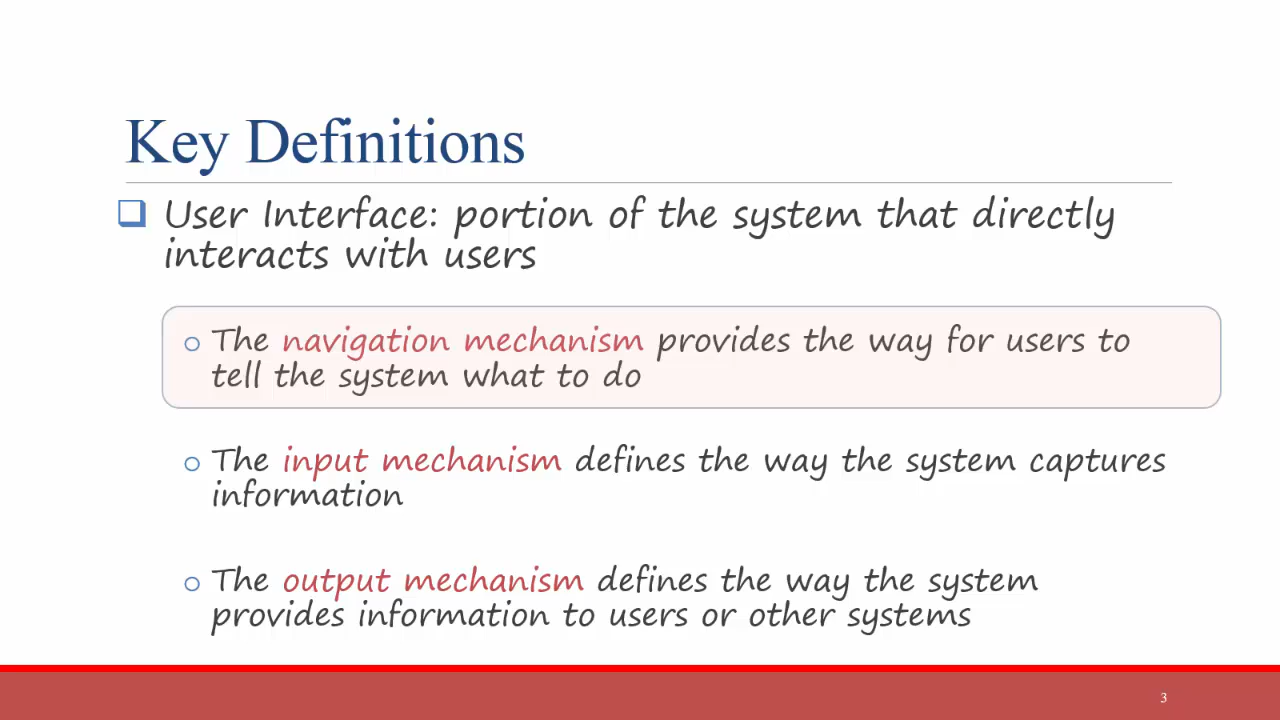 Key Definitions
User Interface: portion of the system that directly
interacts with users
The navigation mechanism provides the way for users to
tell the system what to do
The input mechanism defines the way the system captures
information
The output mechanism defines the way the system
provides information to users or other systems
3